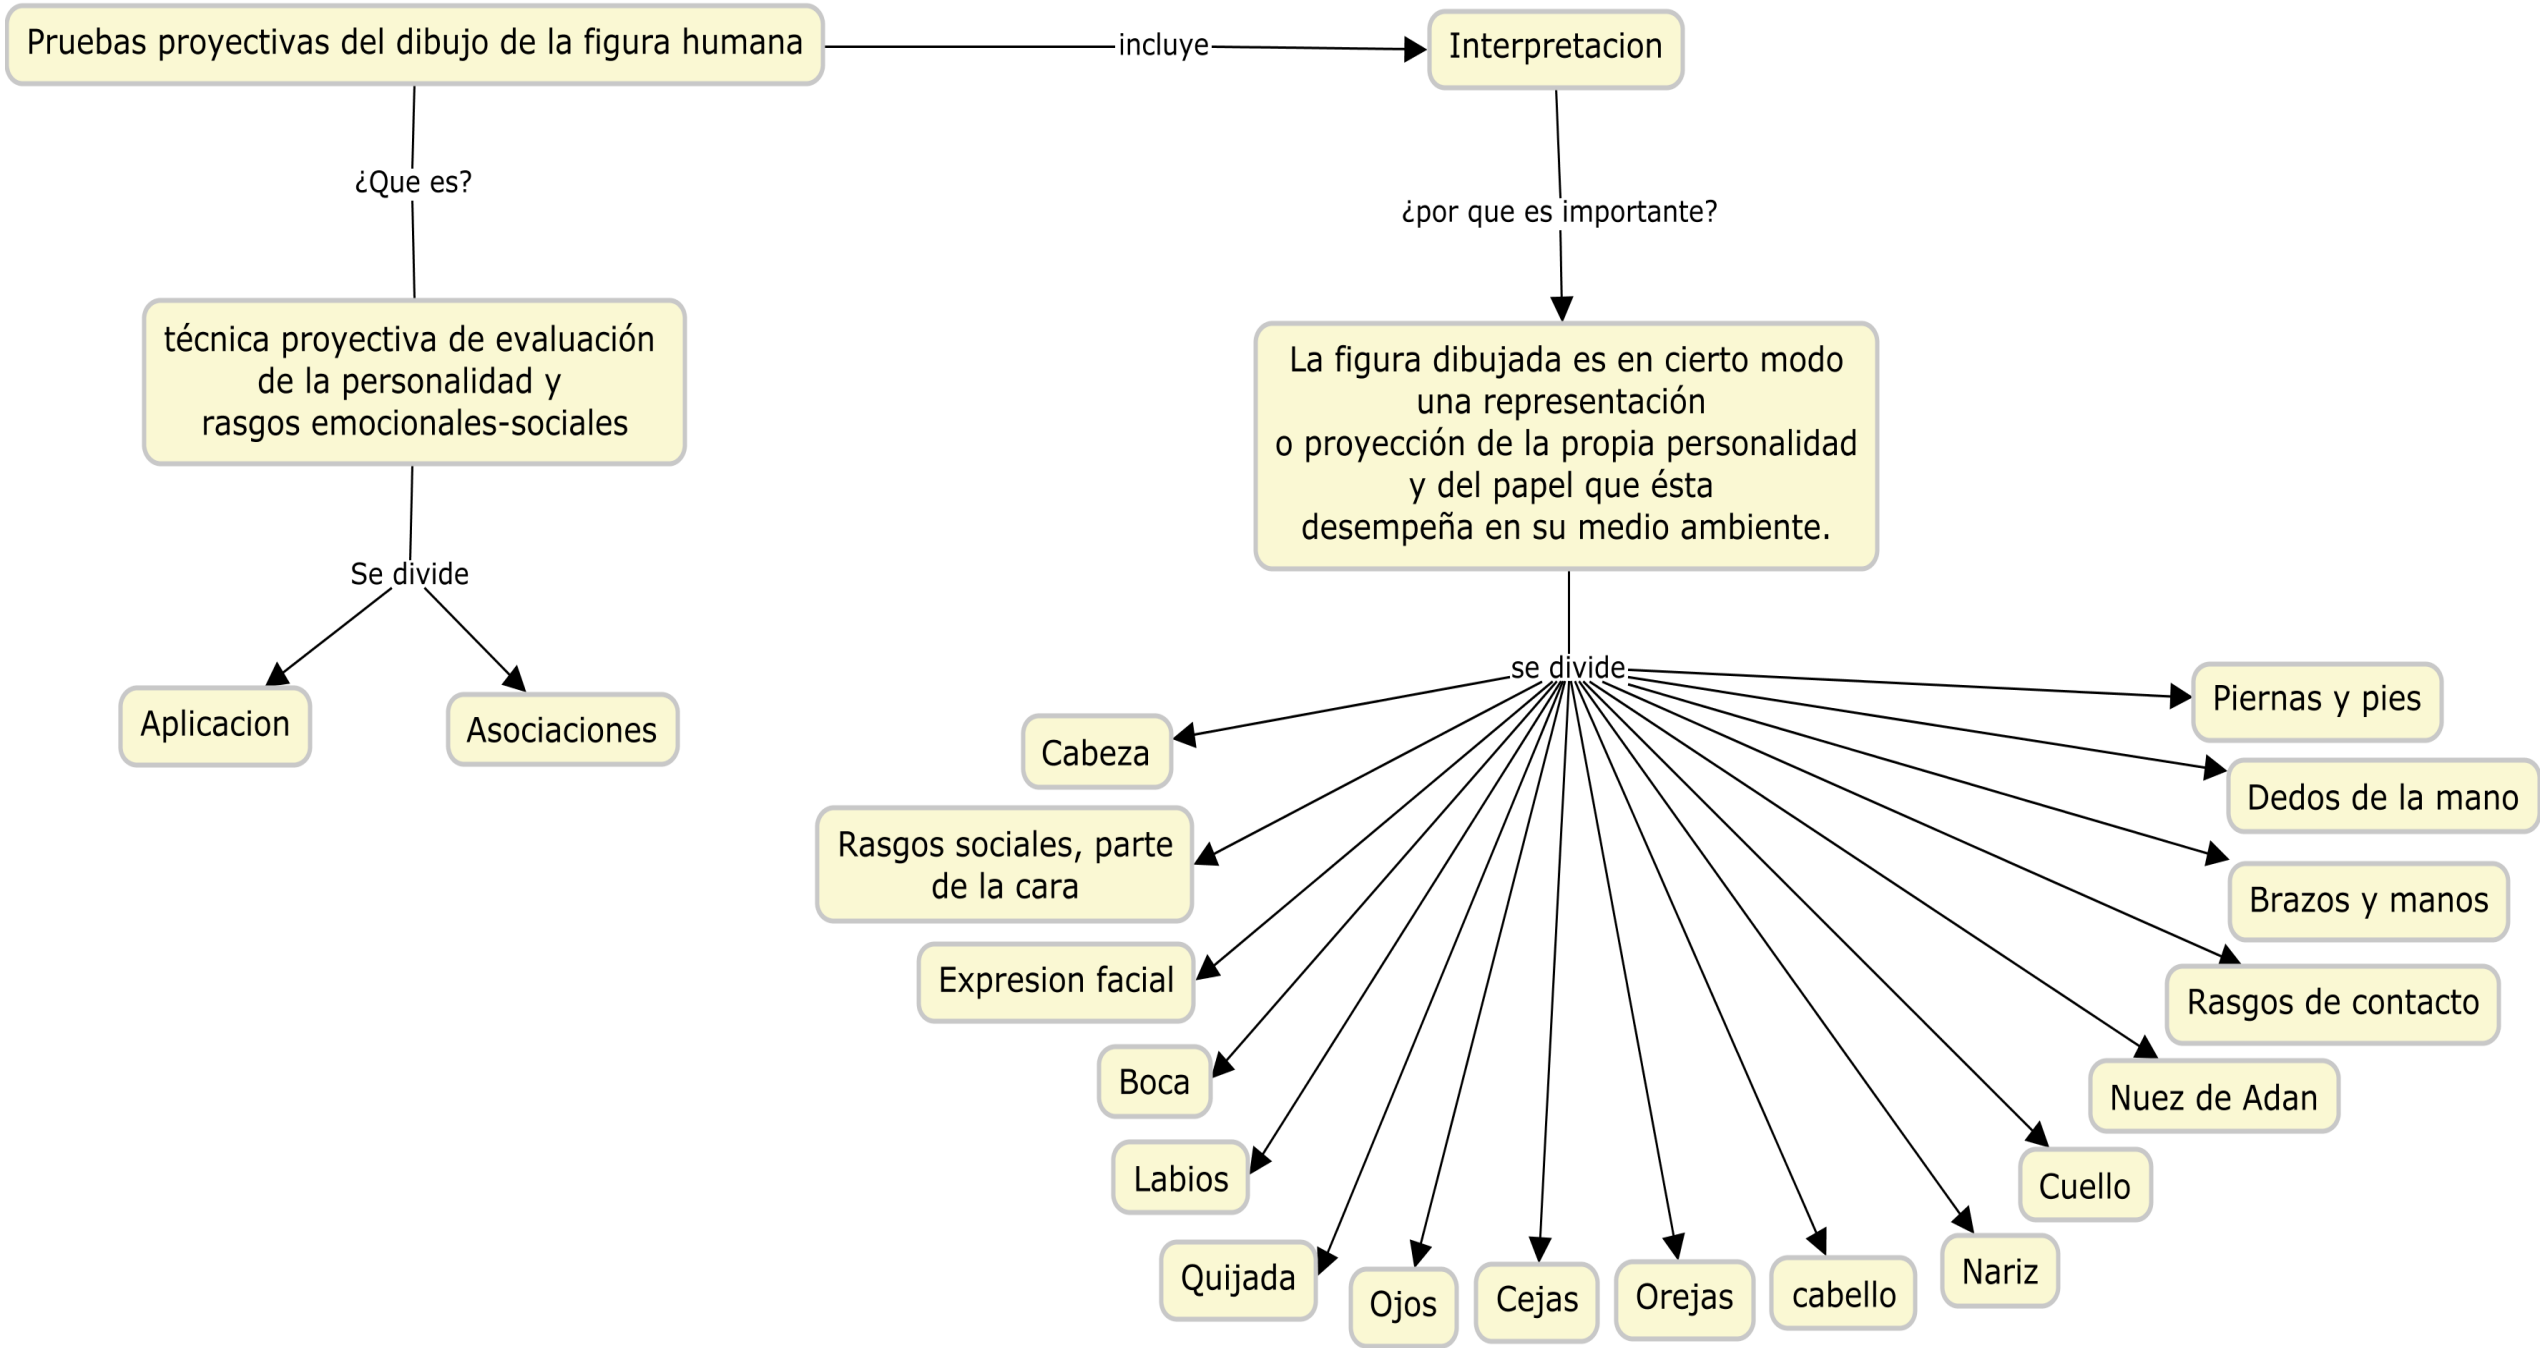 Pruebas proyectivas del dibujo de la figura humana
incluye
Interpretacion
¿Que es?
¿por que es importante?
técnica proyectiva de evaluación
de la personalidad y
rasgos emocionales-sociales
La figura dibujada es en cierto modo
una representación
o proyección de la propia personalidad
y del papel que ésta
desempeña en su medio ambiente.
Se divide
Aplicacion
Asociaciones
se divide
Cabeza
Rasgos sociales, parte
de la cara
Expresion facial
Boca
Labios
Quijada
Ojos
Cejas
Orejas
cabello
Nariz
Cuello
Nuez de Adan
Rasgos de contacto
Brazos y manos
Dedos de la mano
Piernas y pies